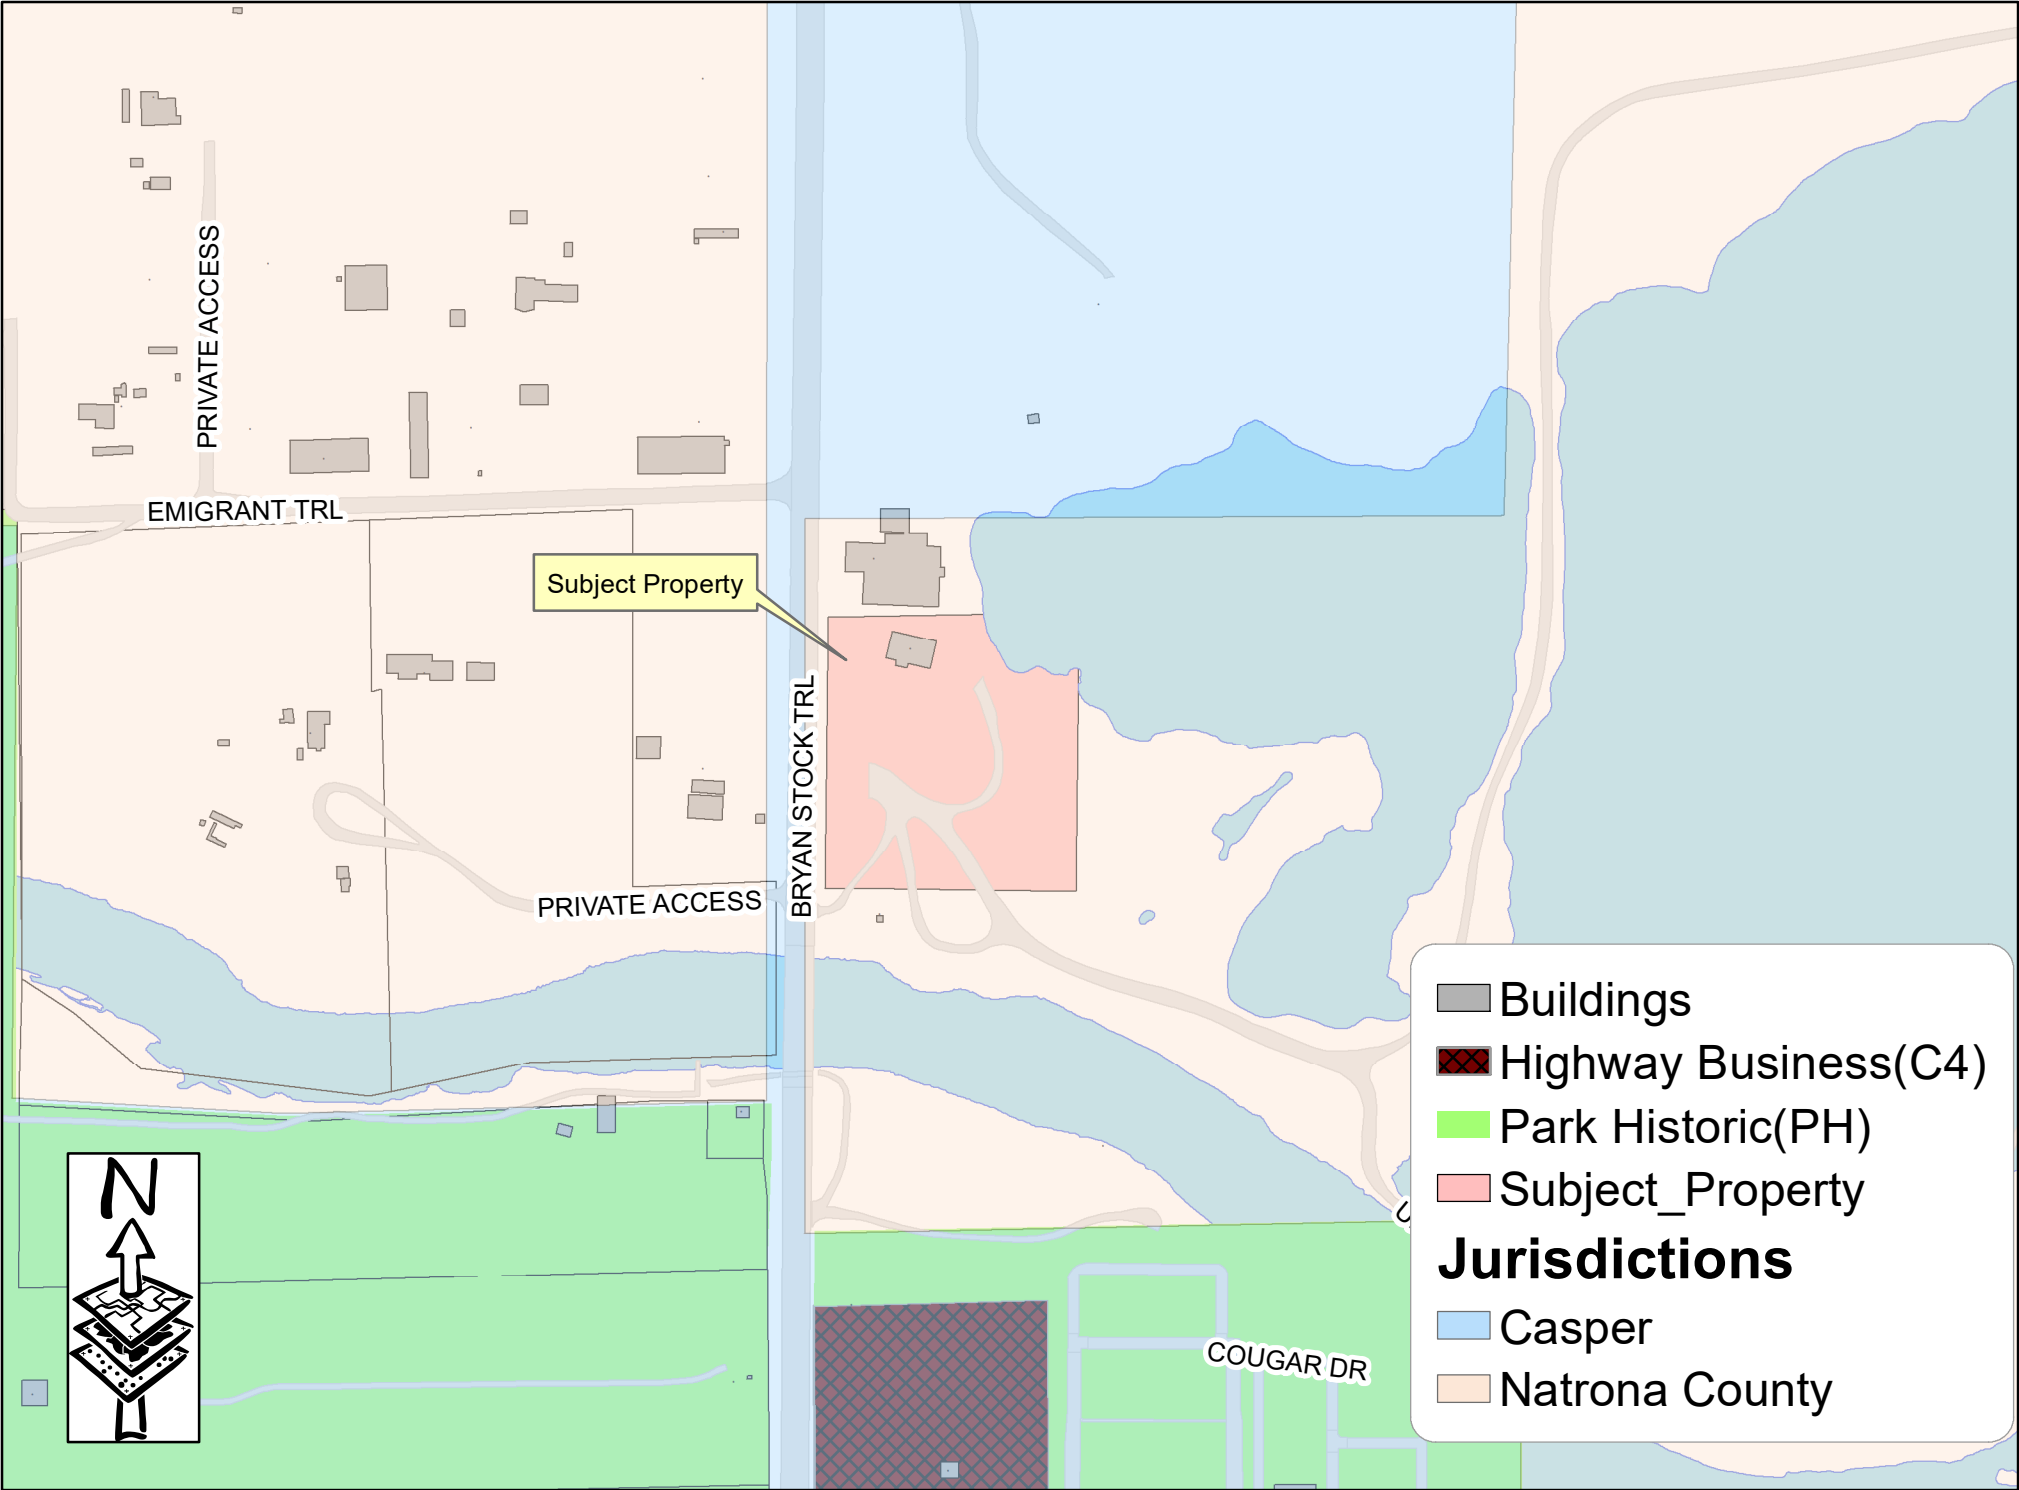 PRIVATE ACCESS
EMIGRANT TRL
Subject Property
BRYAN STOCK TRL
PRIVATE ACCESS
U
COUGAR DR
N
Buildings
Highway Business(C4)
Park Historic(PH)
Subject_Property
Jurisdictions
Casper
Natrona County